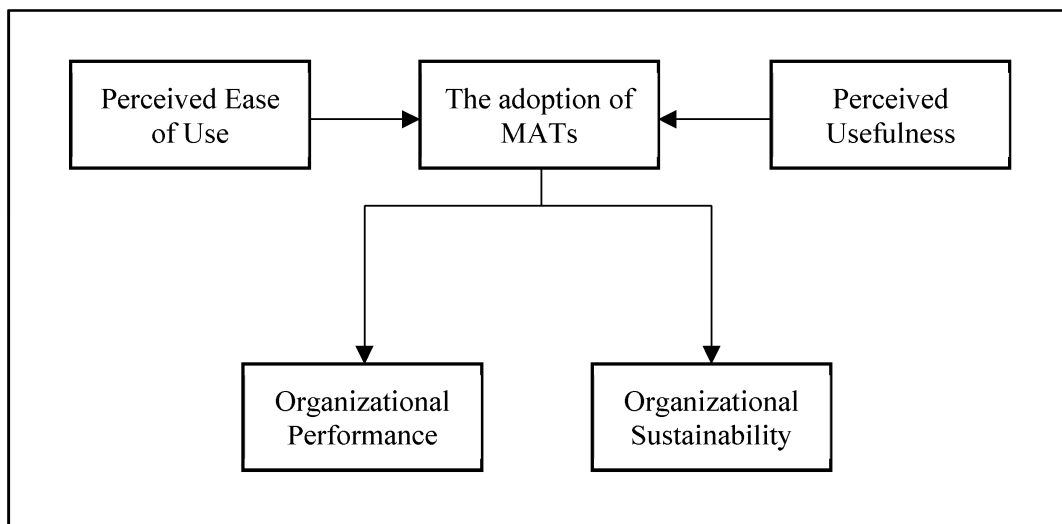 Perceived Ease
of Use
The adoption of
MATs
Perceived
Usefulness
Organizational
Performance
Organizational
Sustainability